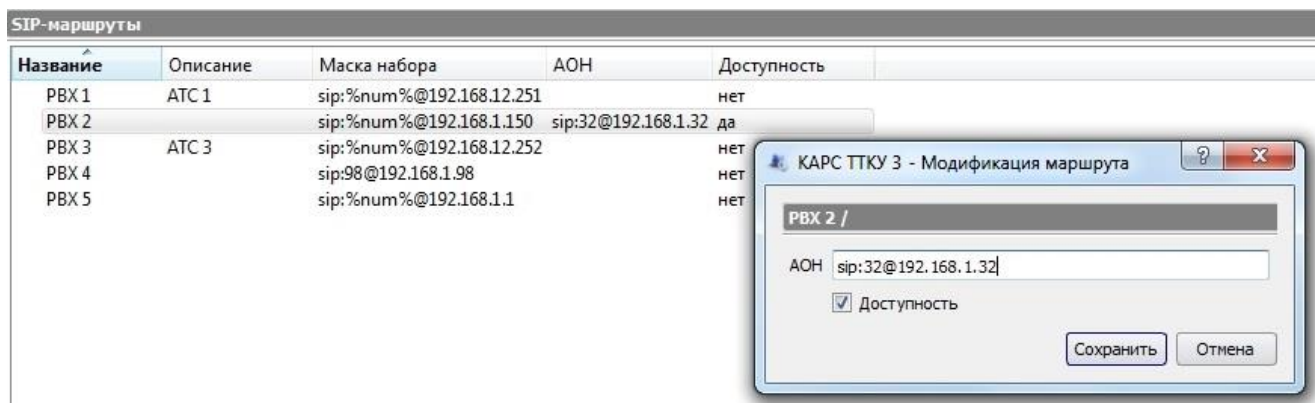 SIP-маршруты
Название Описание Маска набора АОН Доступность
PBX 1 АТС 1 sip:%num%@192.168.12.251 нет
PBX 2 sip:%num%@192.168.1.150 sip:32@192.168.1.32 да
PBX 3 АТС 3 sip:%num%@192.168.12.252 нет
PBX 4 sip:98@192.168.1.98 нет
PBX 5 sip:%num%@192.168.1.1 нет
КАРС ТТКУ 3 - Модификация маршрута
PBX 2 /
АОН sip:32@192.168.1.32
Доступность
Сохранить Отмена